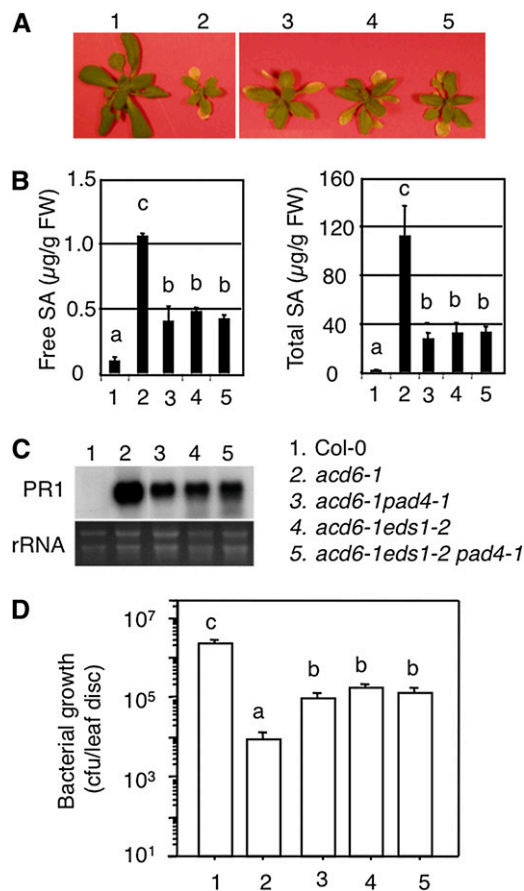 A
1 2 3 4 5
B
Free SA (µg/g FW)
1.5
1.0
0.5
0
a c b b b
1 2 3 4 5
Total SA (µg/g FW)
160
120
80
40
0
a c b b b
1 2 3 4 5
C
1 2 3 4 5
PR1
rRNA
1. Col-0
2. acd6-1
3. acd6-1pad4-1
4. acd6-1eds1-2
5. acd6-1eds1-2 pad4-1
D
Bacterial growth
(cfu/leaf disc)
10⁷
10⁵
10³
10¹
c a b b b
1 2 3 4 5